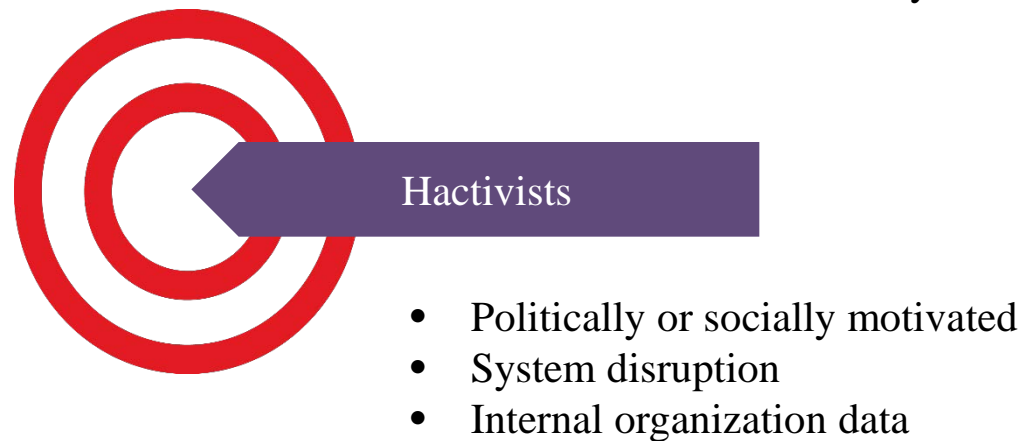 Hactivists
• Politically or socially motivated
• System disruption
• Internal organization data